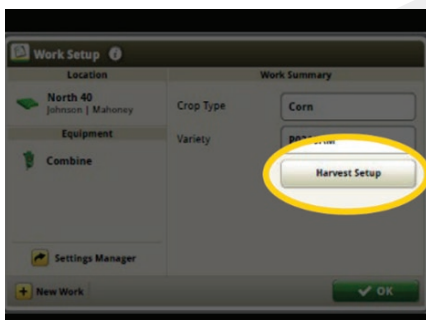 Work Setup
Location
Work Summary
North 40
Johnson | Mahoney
Crop Type
Corn
Equipment
Variety
Combine
Harvest Setup
Settings Manager
New Work
OK